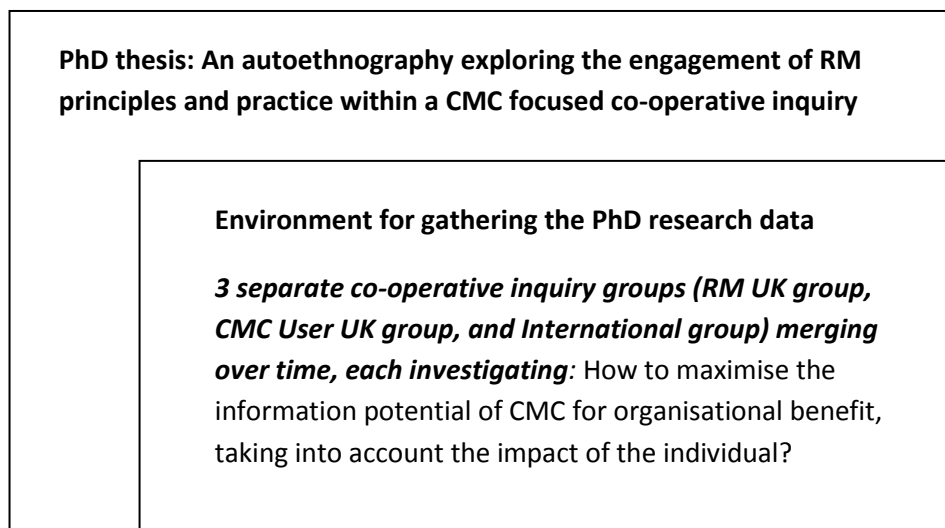 PhD thesis: An autoethnography exploring the engagement of RM
principles and practice within a CMC focused co-operative inquiry
Environment for gathering the PhD research data
3 separate co-operative inquiry groups (RM UK group,
CMC User UK group, and International group) merging
over time, each investigating: How to maximise the
information potential of CMC for organisational benefit,
taking into account the impact of the individual?